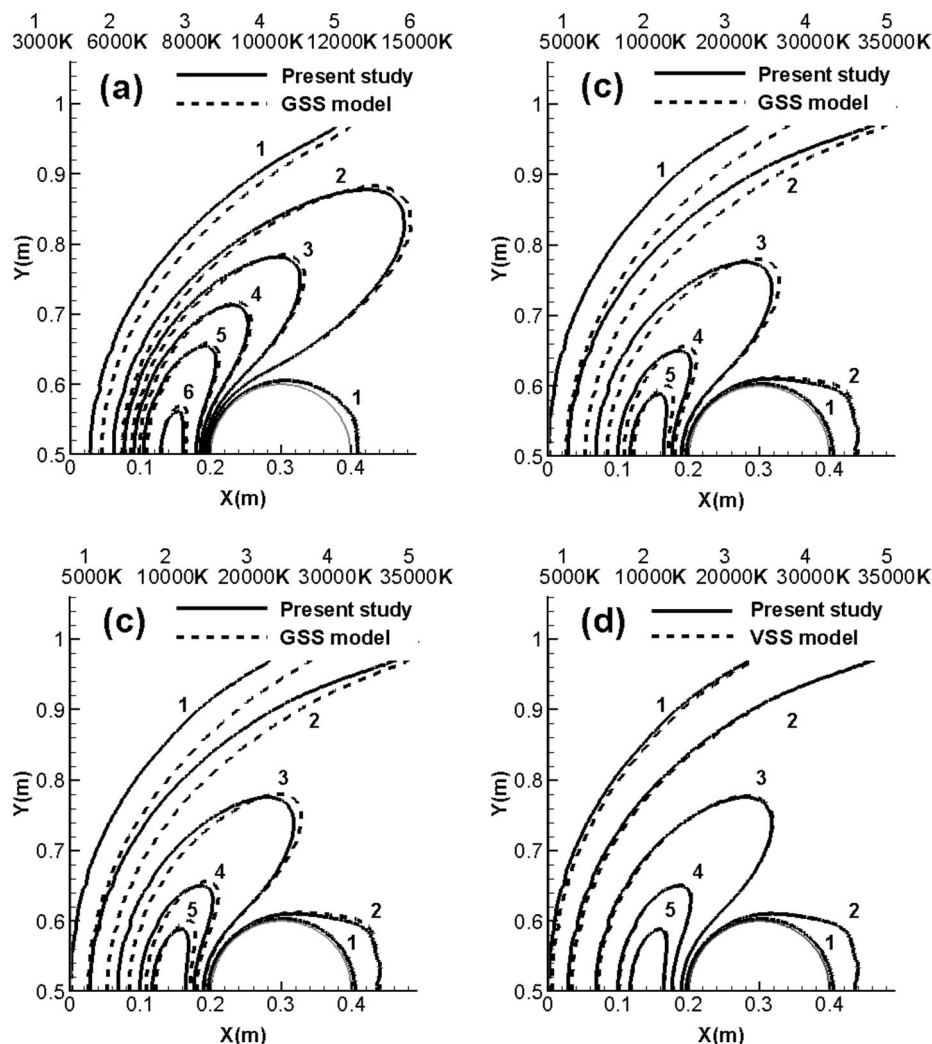 1 2 3 4 5 6
3000K 6000K 8000K 10000K 12000K 15000K
(a)
Present study
GSS model
1
0.9
0.8
0.7
0.6
0.5
Y(m)
1
2
3
4
5
6
1
0 0.1 0.2 0.3 0.4
X(m)
1 2 3 4 5
5000K 10000K 20000K 30000K 35000K
(c)
Present study
GSS model
1
0.9
0.8
0.7
0.6
0.5
Y(m)
1
2
3
4
5
2
1
0 0.1 0.2 0.3 0.4
X(m)
1 2 3 4 5
5000K 10000K 20000K 30000K 35000K
(c)
Present study
GSS model
1
0.9
0.8
0.7
0.6
0.5
Y(m)
1
2
3
4
5
2
1
0 0.1 0.2 0.3 0.4
X(m)
1 2 3 4 5
5000K 10000K 20000K 30000K 35000K
(d)
Present study
VSS model
1
0.9
0.8
0.7
0.6
0.5
Y(m)
1
2
3
4
5
2
1
0 0.1 0.2 0.3 0.4
X(m)